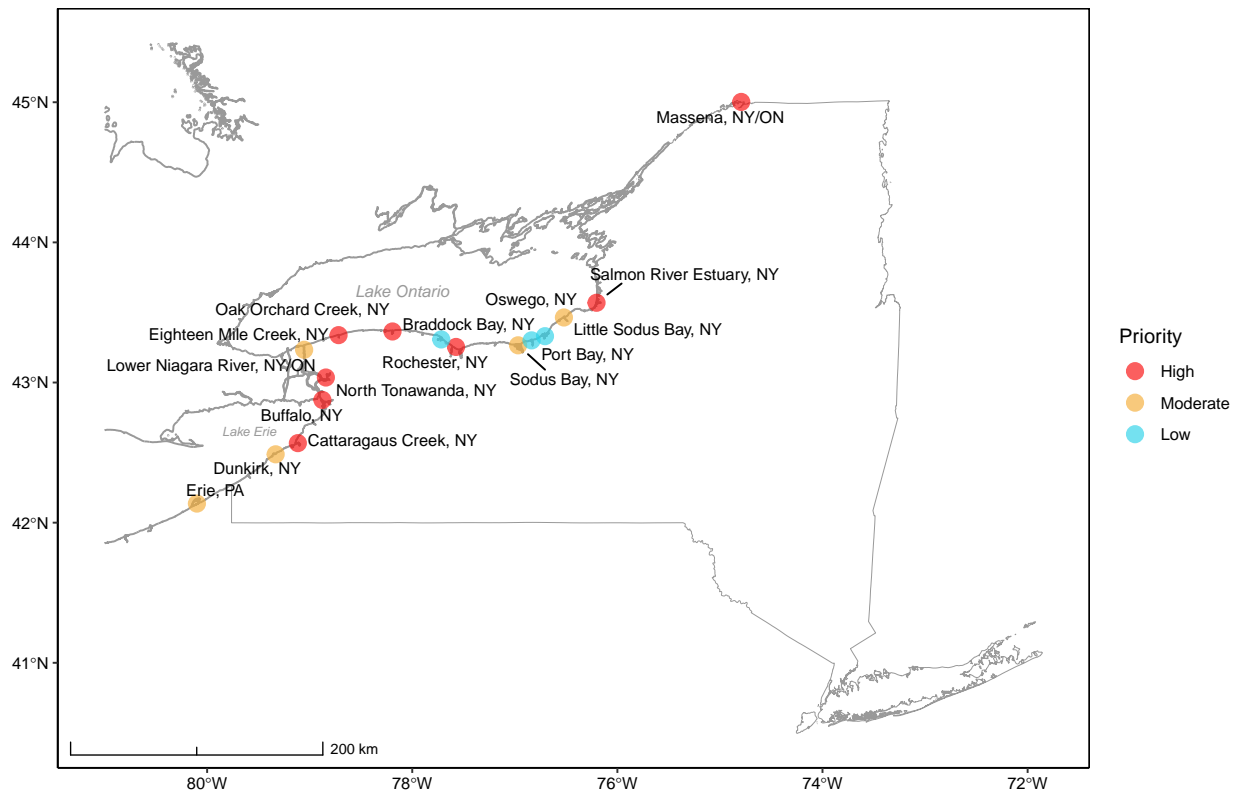 45°N
44°N
43°N
42°N
41°N
Massena, NY/ON
Salmon River Estuary, NY
Lake Ontario
Oswego, NY
Oak Orchard Creek, NY
Braddock Bay, NY
Little Sodus Bay, NY
Eighteen Mile Creek, NY
Port Bay, NY
Rochester, NY
Lower Niagara River, NY/ON
Sodus Bay, NY
North Tonawanda, NY
Buffalo, NY
Lake Erie
Cattaragaus Creek, NY
Dunkirk, NY
Erie, PA
200 km
80°W
78°W
76°W
74°W
72°W
Priority
High
Moderate
Low